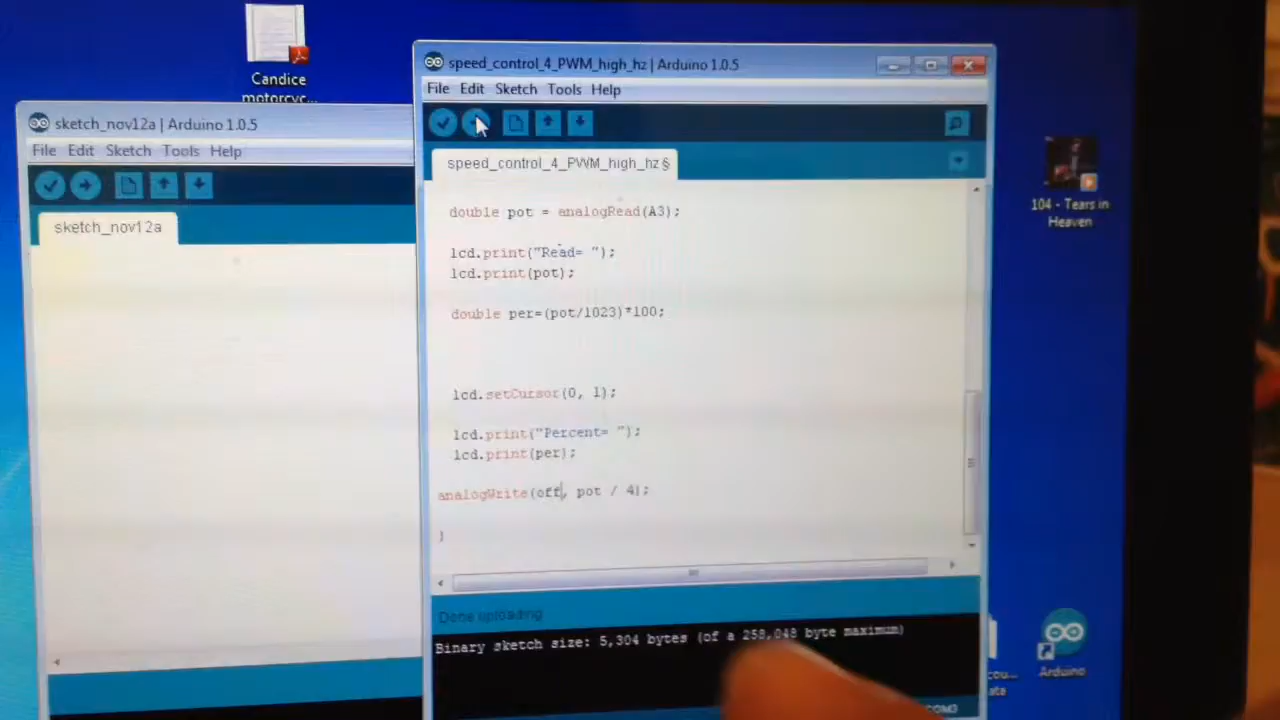 Candice
motorcyc...
speed_control_4_PWM_high_hz | Arduino 1.0.5
File Edit Sketch Tools Help
speed_control_4_PWM_high_hz§
double pot = analogRead(A3);
lcd.print("Read= ");
lcd.print(pot);
double per=(pot/1023)*100;
lcd.setCursor(0, 1);
lcd.print("Percent= ");
lcd.print(per);
analogWrite(off, pot / 4);
}
Done uploading
Binary sketch size: 5,304 bytes (of a 258,048 byte maximum)
COM3
sketch_nov12a | Arduino 1.0.5
File Edit Sketch Tools Help
sketch_nov12a
104 - Tears in
Heaven
Arduino